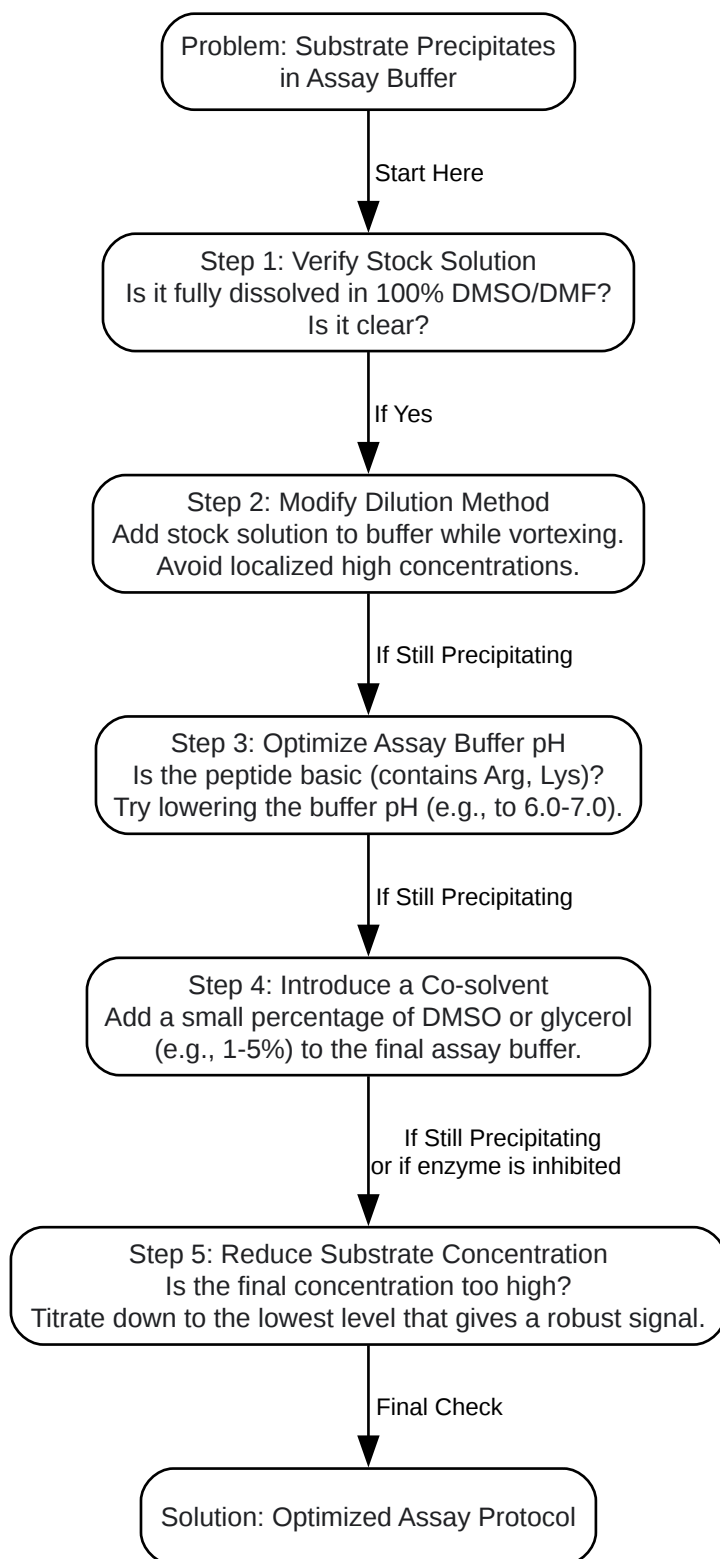 Problem: Substrate Precipitates
in Assay Buffer
Start Here
Step 1: Verify Stock Solution
Is it fully dissolved in 100% DMSO/DMF?
Is it clear?
If Yes
Step 2: Modify Dilution Method
Add stock solution to buffer while vortexing.
Avoid localized high concentrations.
If Still Precipitating
Step 3: Optimize Assay Buffer pH
Is the peptide basic (contains Arg, Lys)?
Try lowering the buffer pH (e.g., to 6.0-7.0).
If Still Precipitating
Step 4: Introduce a Co-solvent
Add a small percentage of DMSO or glycerol
(e.g., 1-5%) to the final assay buffer.
If Still Precipitating
or if enzyme is inhibited
Step 5: Reduce Substrate Concentration
Is the final concentration too high?
Titrate down to the lowest level that gives a robust signal.
Final Check
Solution: Optimized Assay Protocol